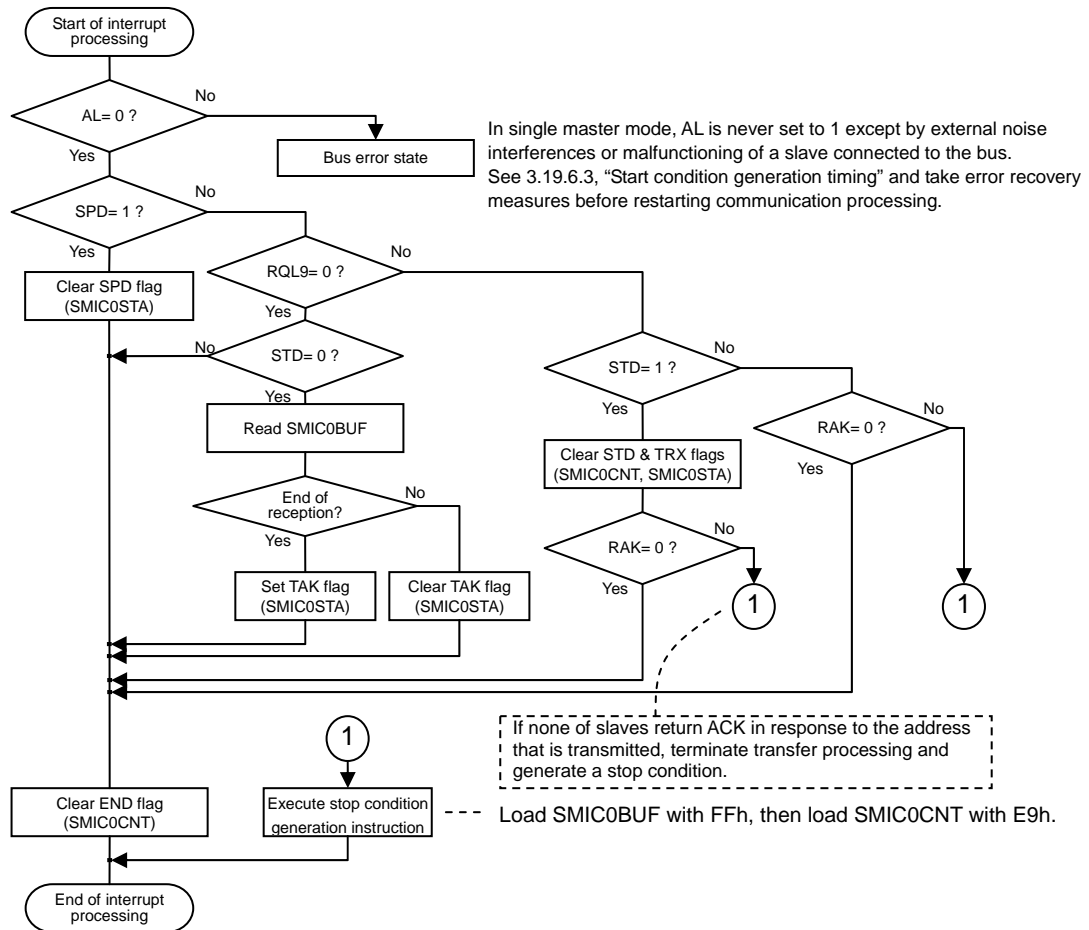 Start of interrupt
processing
AL= 0 ?
No
Yes
Bus error state
In single master mode, AL is never set to 1 except by external noise
interferences or malfunctioning of a slave connected to the bus.
See 3.19.6.3, “Start condition generation timing” and take error recovery
measures before restarting communication processing.
SPD= 1 ?
No
Yes
Clear SPD flag
(SMIC0STA)
RQL9= 0 ?
No
Yes
STD= 0 ?
No
Yes
Read SMIC0BUF
End of
reception?
No
Yes
Set TAK flag
(SMIC0STA)
Clear TAK flag
(SMIC0STA)
STD= 1 ?
No
Yes
Clear STD & TRX flags
(SMIC0CNT, SMIC0STA)
RAK= 0 ?
No
Yes
1
RAK= 0 ?
No
Yes
1
If none of slaves return ACK in response to the address
that is transmitted, terminate transfer processing and
generate a stop condition.
1
Execute stop condition
generation instruction
Load SMIC0BUF with FFh, then load SMIC0CNT with E9h.
Clear END flag
(SMIC0CNT)
End of interrupt
processing